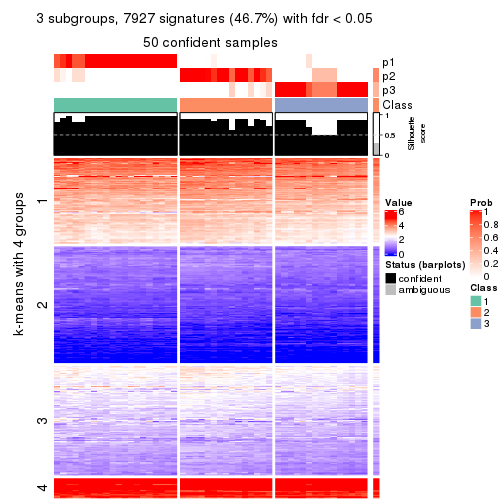 3 subgroups, 7927 signatures (46.7%) with fdr < 0.05
50 confident samples
p1
p2
p3
Class
1
0.5
0
Silhouette
score
k-means with 4 groups
1
2
3
4
Value
6
4
2
0
Status (barplots)
confident
ambiguous
Prob
1
0.8
0.6
0.4
0.2
0
Class
1
2
3